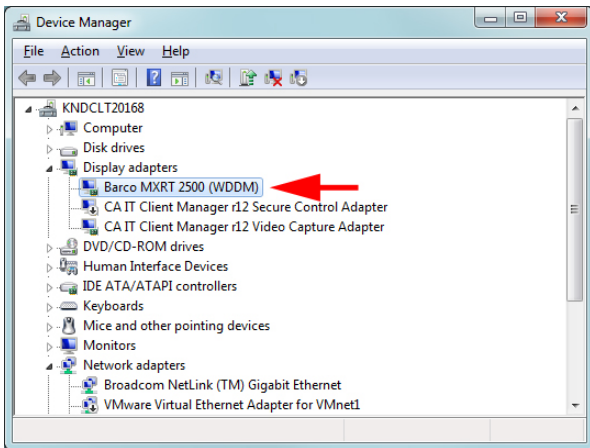 Device Manager
File Action View Help
KNDCLT20168
Computer
Disk drives
Display adapters
Barco MXRT 2500 (WDDM)
CA IT Client Manager r12 Secure Control Adapter
CA IT Client Manager r12 Video Capture Adapter
DVD/CD-ROM drives
Human Interface Devices
IDE ATA/ATAPI controllers
Keyboards
Mice and other pointing devices
Monitors
Network adapters
Broadcom NetLink (TM) Gigabit Ethernet
VMware Virtual Ethernet Adapter for VMnet1